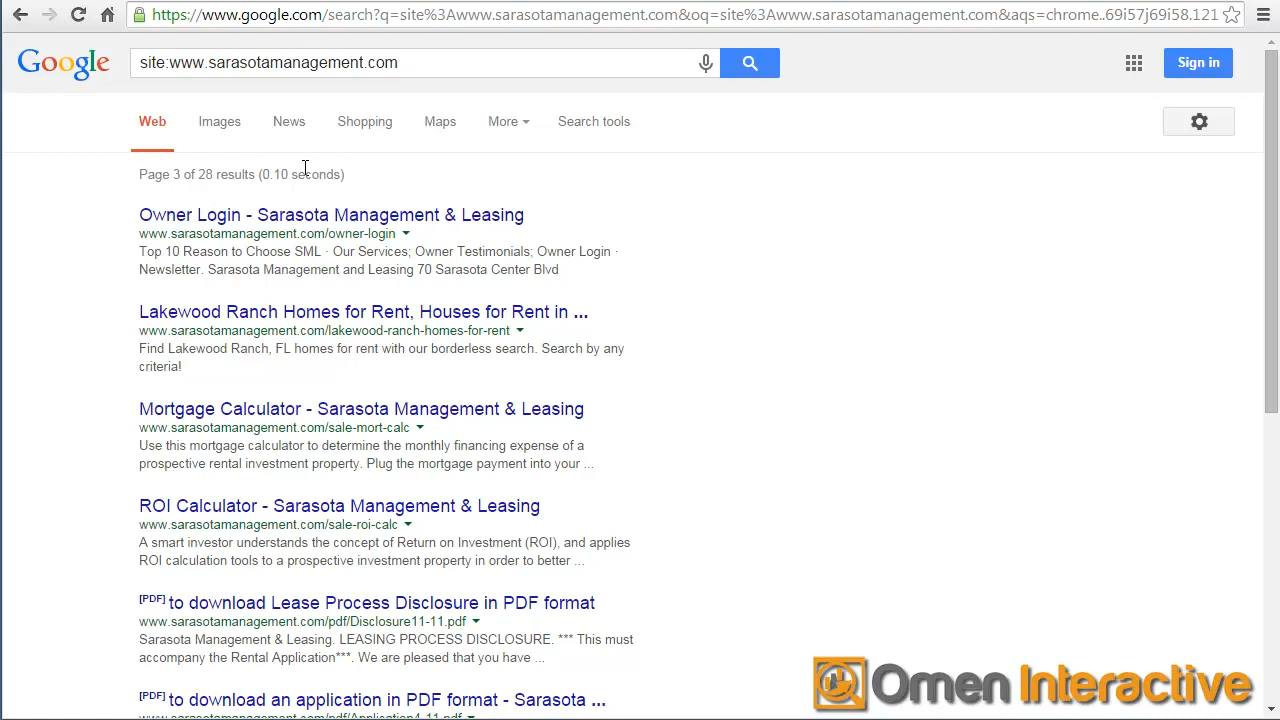 https://www.google.com/search?q=site%3Awww.sarasotamanagement.com&oq=site%3Awww.sarasotamanagement.com&aqs=chrome..69i57j69i58.121
Google
site:www.sarasotamanagement.com
Sign in
Web Images News Shopping Maps More Search tools
Page 3 of 28 results (0.10 seconds)
Owner Login - Sarasota Management & Leasing
www.sarasotamanagement.com/owner-login
Top 10 Reason to Choose SML · Our Services; Owner Testimonials; Owner Login ·
Newsletter. Sarasota Management and Leasing 70 Sarasota Center Blvd
Lakewood Ranch Homes for Rent, Houses for Rent in ...
www.sarasotamanagement.com/lakewood-ranch-homes-for-rent
Find Lakewood Ranch, FL homes for rent with our borderless search. Search by any
criteria!
Mortgage Calculator - Sarasota Management & Leasing
www.sarasotamanagement.com/sale-mort-calc
Use this mortgage calculator to determine the monthly financing expense of a
prospective rental investment property. Plug the mortgage payment into your ...
ROI Calculator - Sarasota Management & Leasing
www.sarasotamanagement.com/sale-roi-calc
A smart investor understands the concept of Return on Investment (ROI), and applies
ROI calculation tools to a prospective investment property in order to better ...
[PDF] to download Lease Process Disclosure in PDF format
www.sarasotamanagement.com/pdf/Disclosure11-11.pdf
Sarasota Management & Leasing. LEASING PROCESS DISCLOSURE. *** This must
accompany the Rental Application***. We are pleased that you have ...
[PDF] to download an application in PDF format - Sarasota ...
www.sarasotamanagement.com/pdf/Application4-11.pdf
Omen Interactive